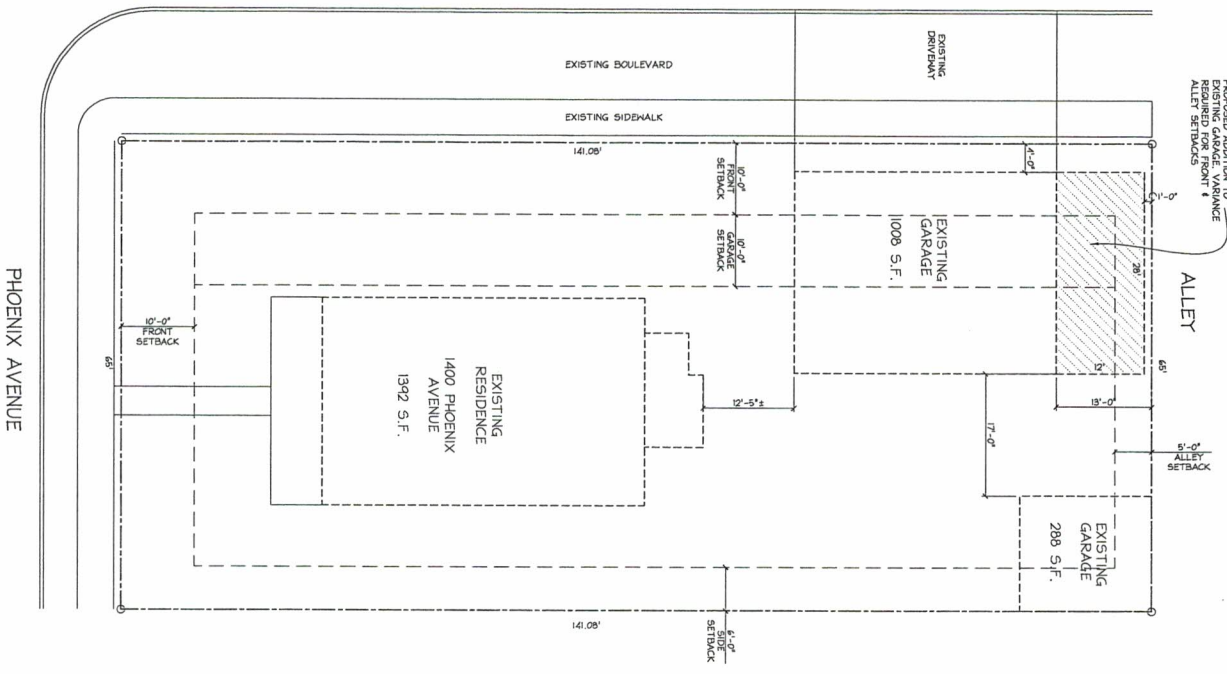 PROPOSED ADDITION TO
EXISTING GARAGE. VARIANCE
REQUIRED FOR FRONT &
ALLEY SETBACKS
EXISTING
DRIVEWAY
EXISTING BOULEVARD
EXISTING SIDEWALK
141.08'
4'-0"
1'-0"
10'-0"
FRONT
SETBACK
10'-0"
GARAGE
SETBACK
EXISTING
GARAGE
1008 S.F.
28'
ALLEY
12'
65'
13'-0"
10'-0"
FRONT
SETBACK
65'
PHOENIX AVENUE
EXISTING
RESIDENCE
1400 PHOENIX
AVENUE
1392 S.F.
12'-5"±
17'-0"
5'-0"
ALLEY
SETBACK
EXISTING
GARAGE
288 S.F.
141.08'
6'-0"
SIDE
SETBACK